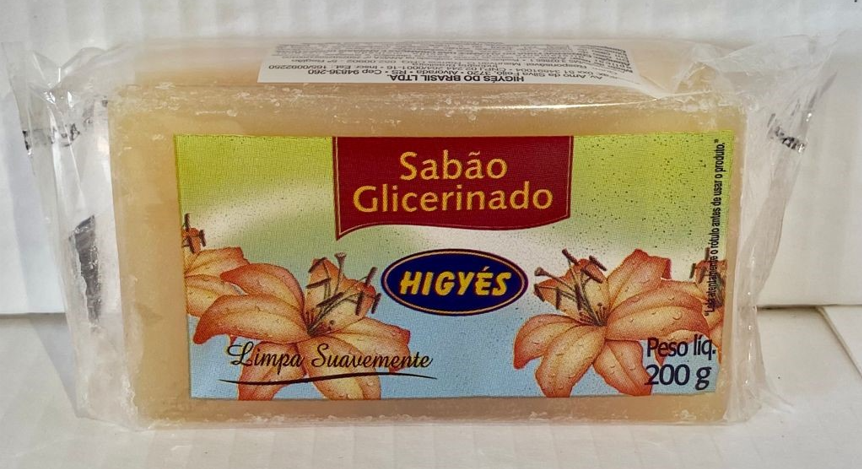 HIGYÉS DO BRASIL LTDA
Sabão
Glicerinado
HIGYÉS
Limpa Suavemente
Peso líq.
200 g
"Leia atentamente o rótulo antes de usar o produto."